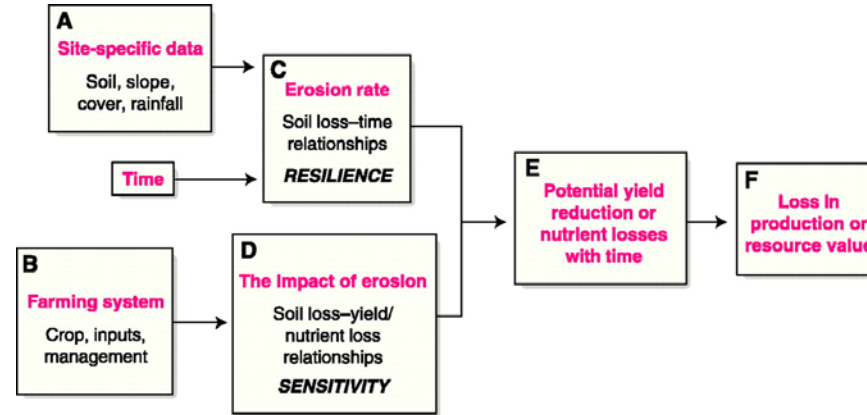 A
Site-specific data
Soil, slope,
cover, rainfall
Time
B
Farming system
Crop, inputs,
management
C
Erosion rate
Soil loss–time
relationships
RESILIENCE
D
The Impact of erosion
Soil loss–yield/
nutrient loss
relationships
SENSITIVITY
E
Potential yield
reduction or
nutrient losses
with time
F
Loss In
production or
resource value